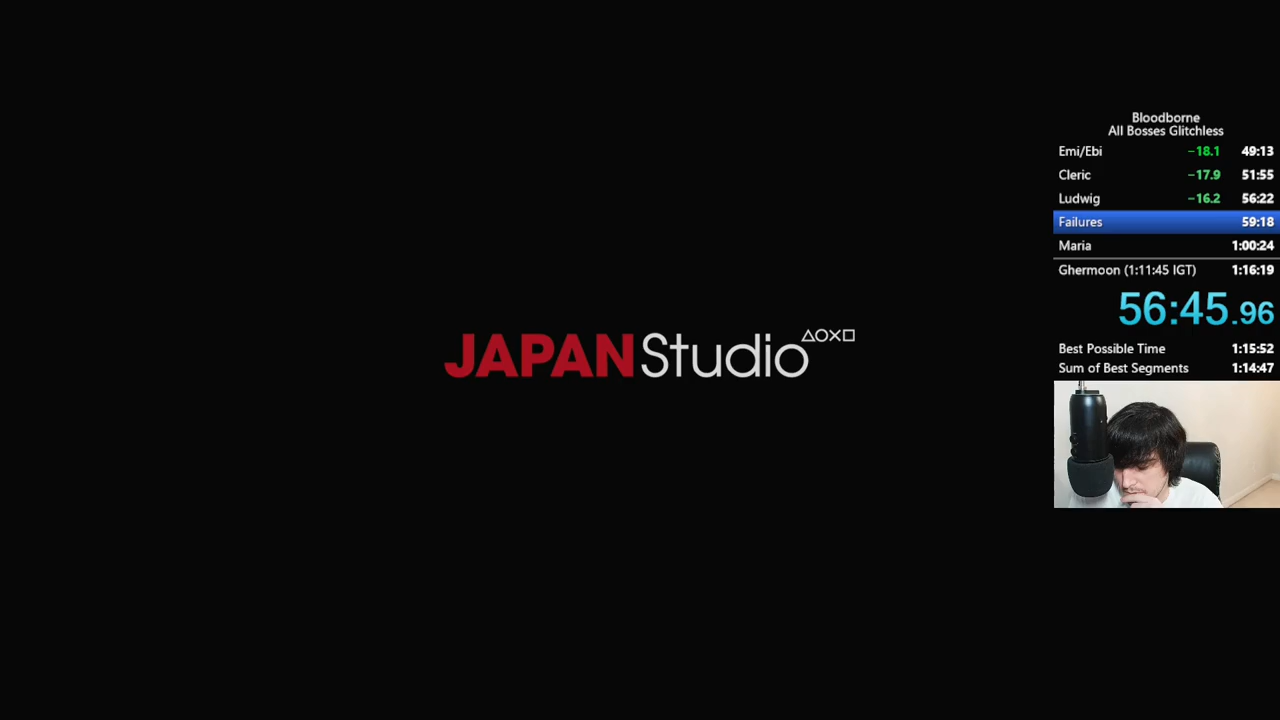 JAPAN Studio
Bloodborne
All Bosses Glitchless
Emi/Ebi −18.1 49:13
Cleric −17.9 51:55
Ludwig −16.2 56:22
Failures 59:18
Maria 1:00:24
Ghermoon (1:11:45 IGT) 1:16:19
56:45.96
Best Possible Time 1:15:52
Sum of Best Segments 1:14:47